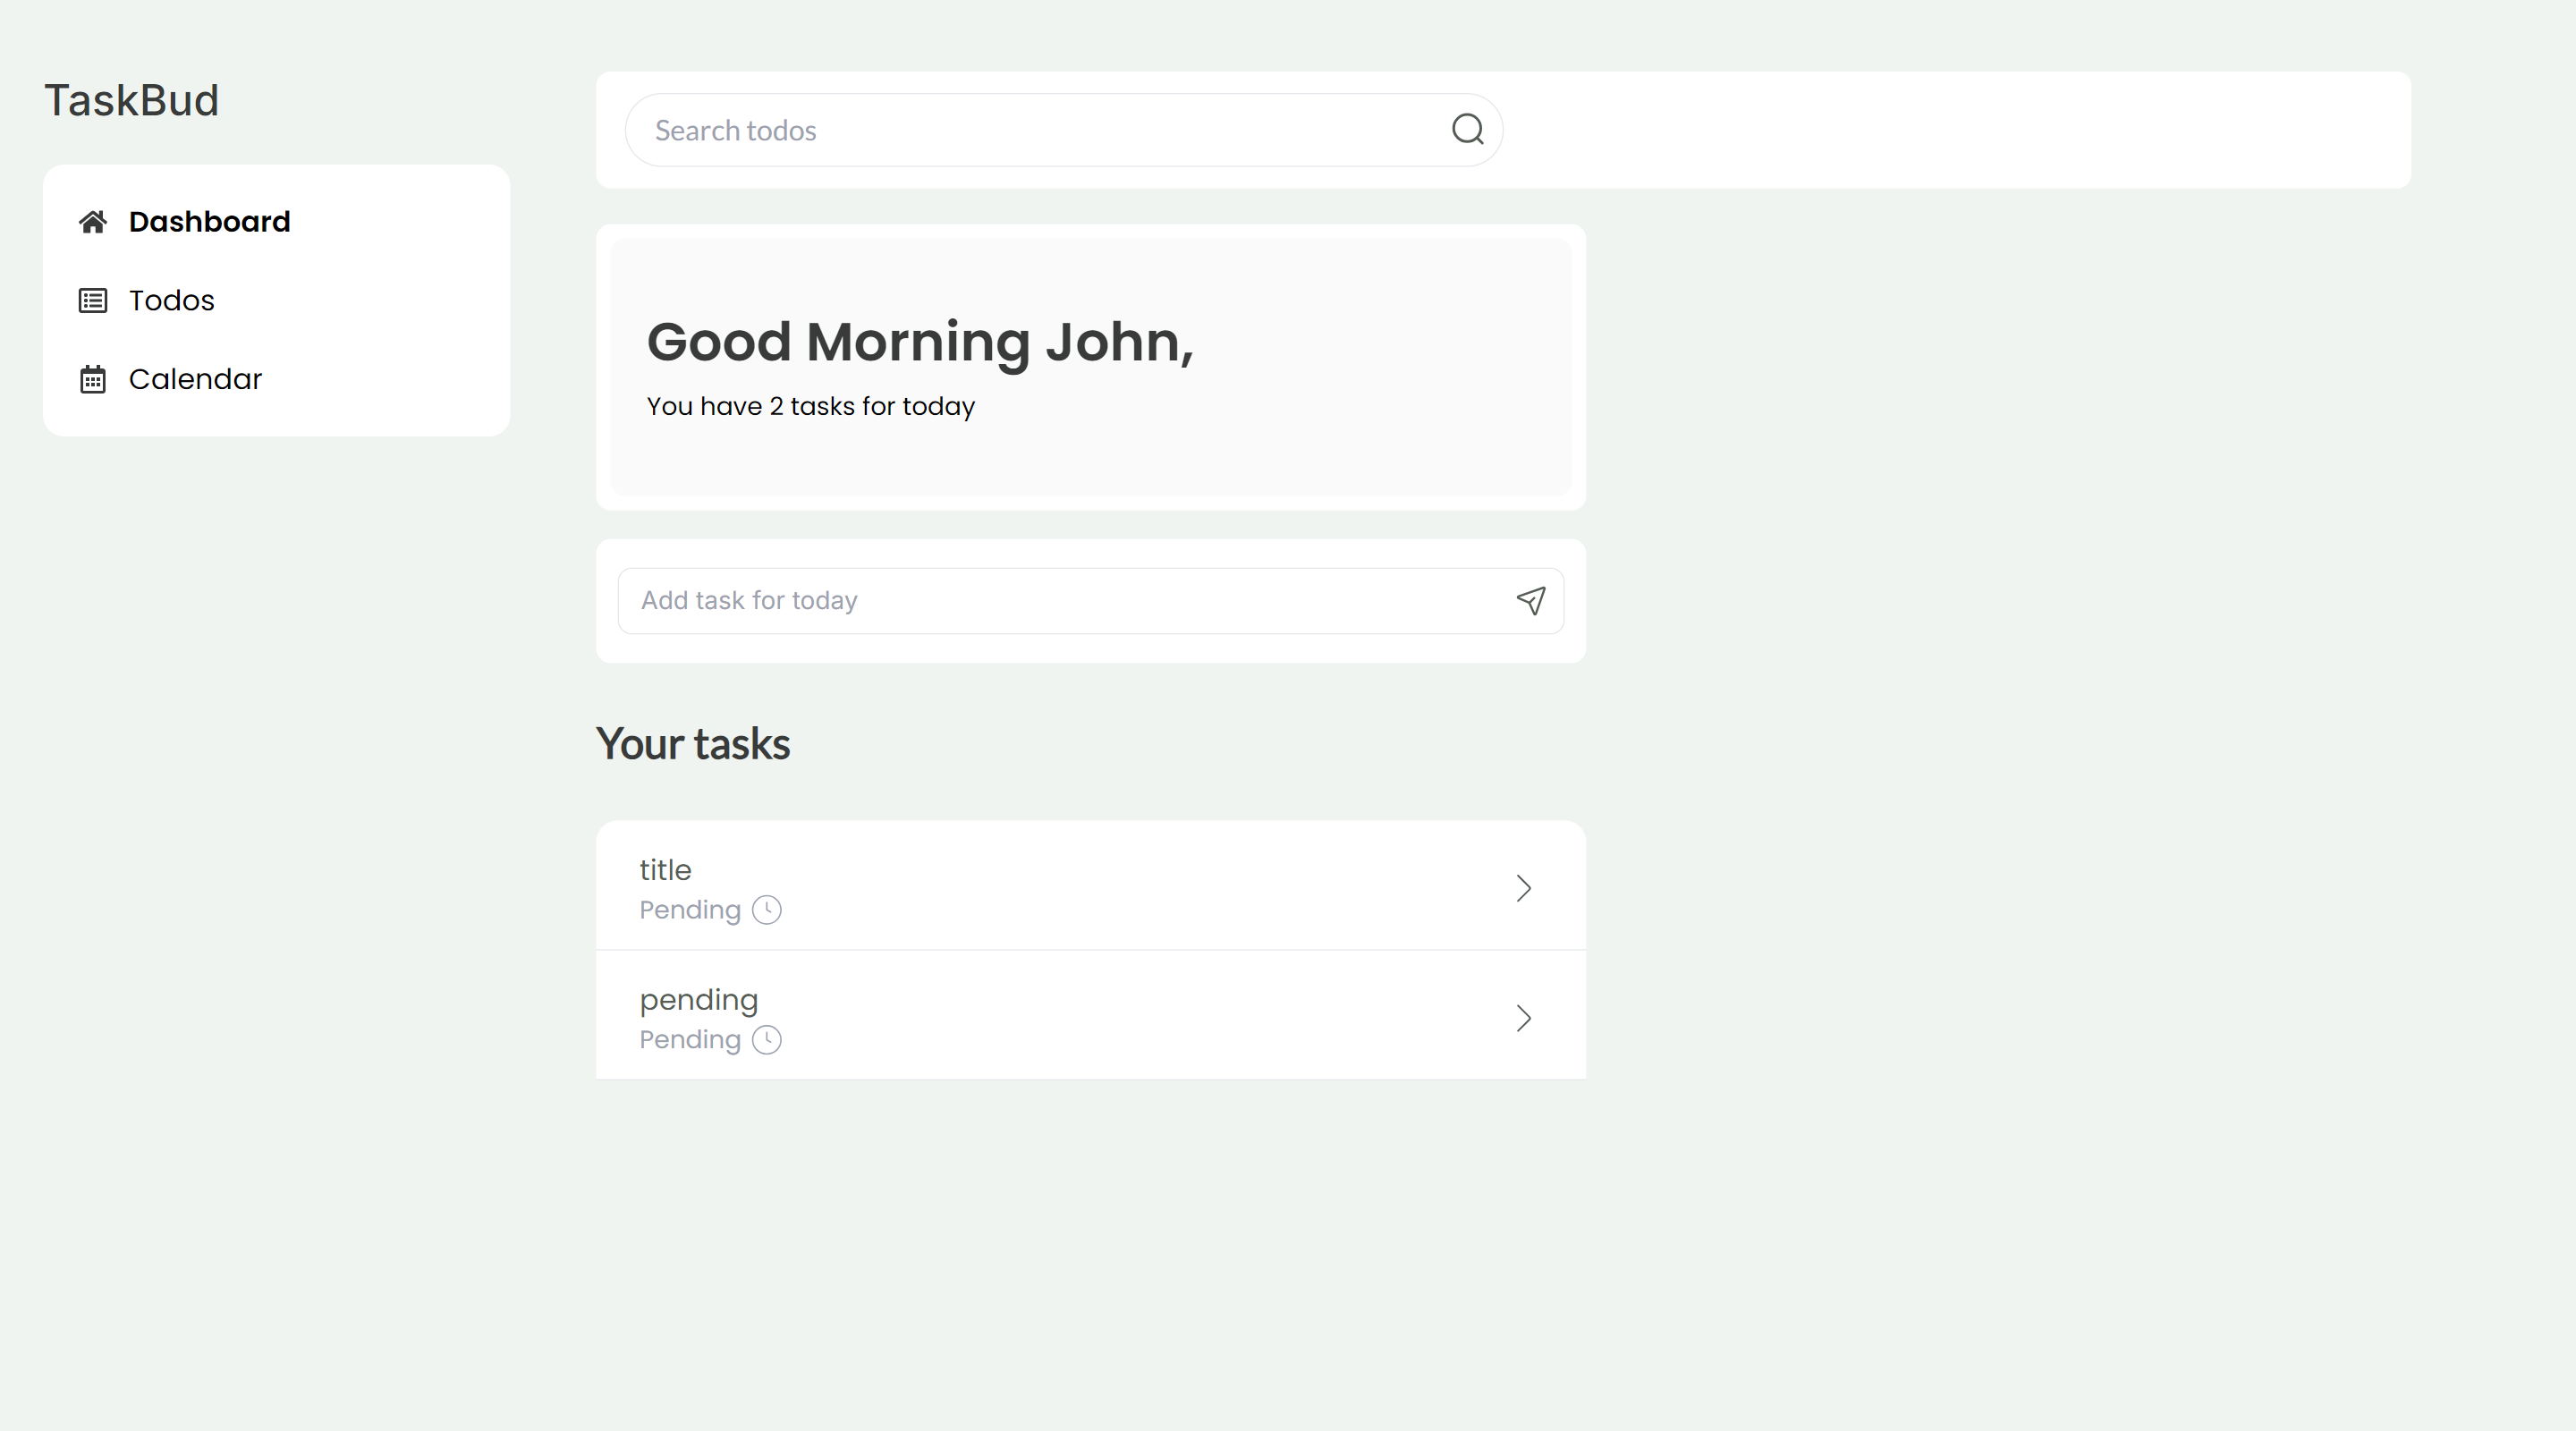 TaskBud
Dashboard
Todos
Calendar
Search todos
Good Morning John,
You have 2 tasks for today
Add task for today
Your tasks
title
Pending
pending
Pending